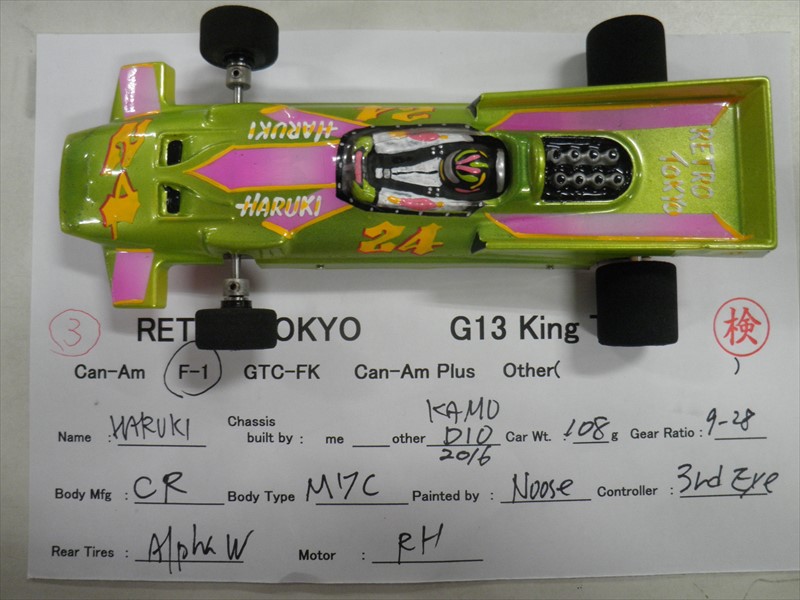 24
HARUKI
24
HARUKI
24
RETRO
TOKYO
3
RET OKYO G13 King T
検
Can-Am F-1 GTC-FK Can-Am Plus Other( )
Name : HARUKI Chassis built by : me other KAMO DIO 2016 Car Wt. : 108 g Gear Ratio : 9-28
Body Mfg : CR Body Type M17C Painted by : Noose Controller : 3rd Eye
Rear Tires : Alpha W Motor : RH